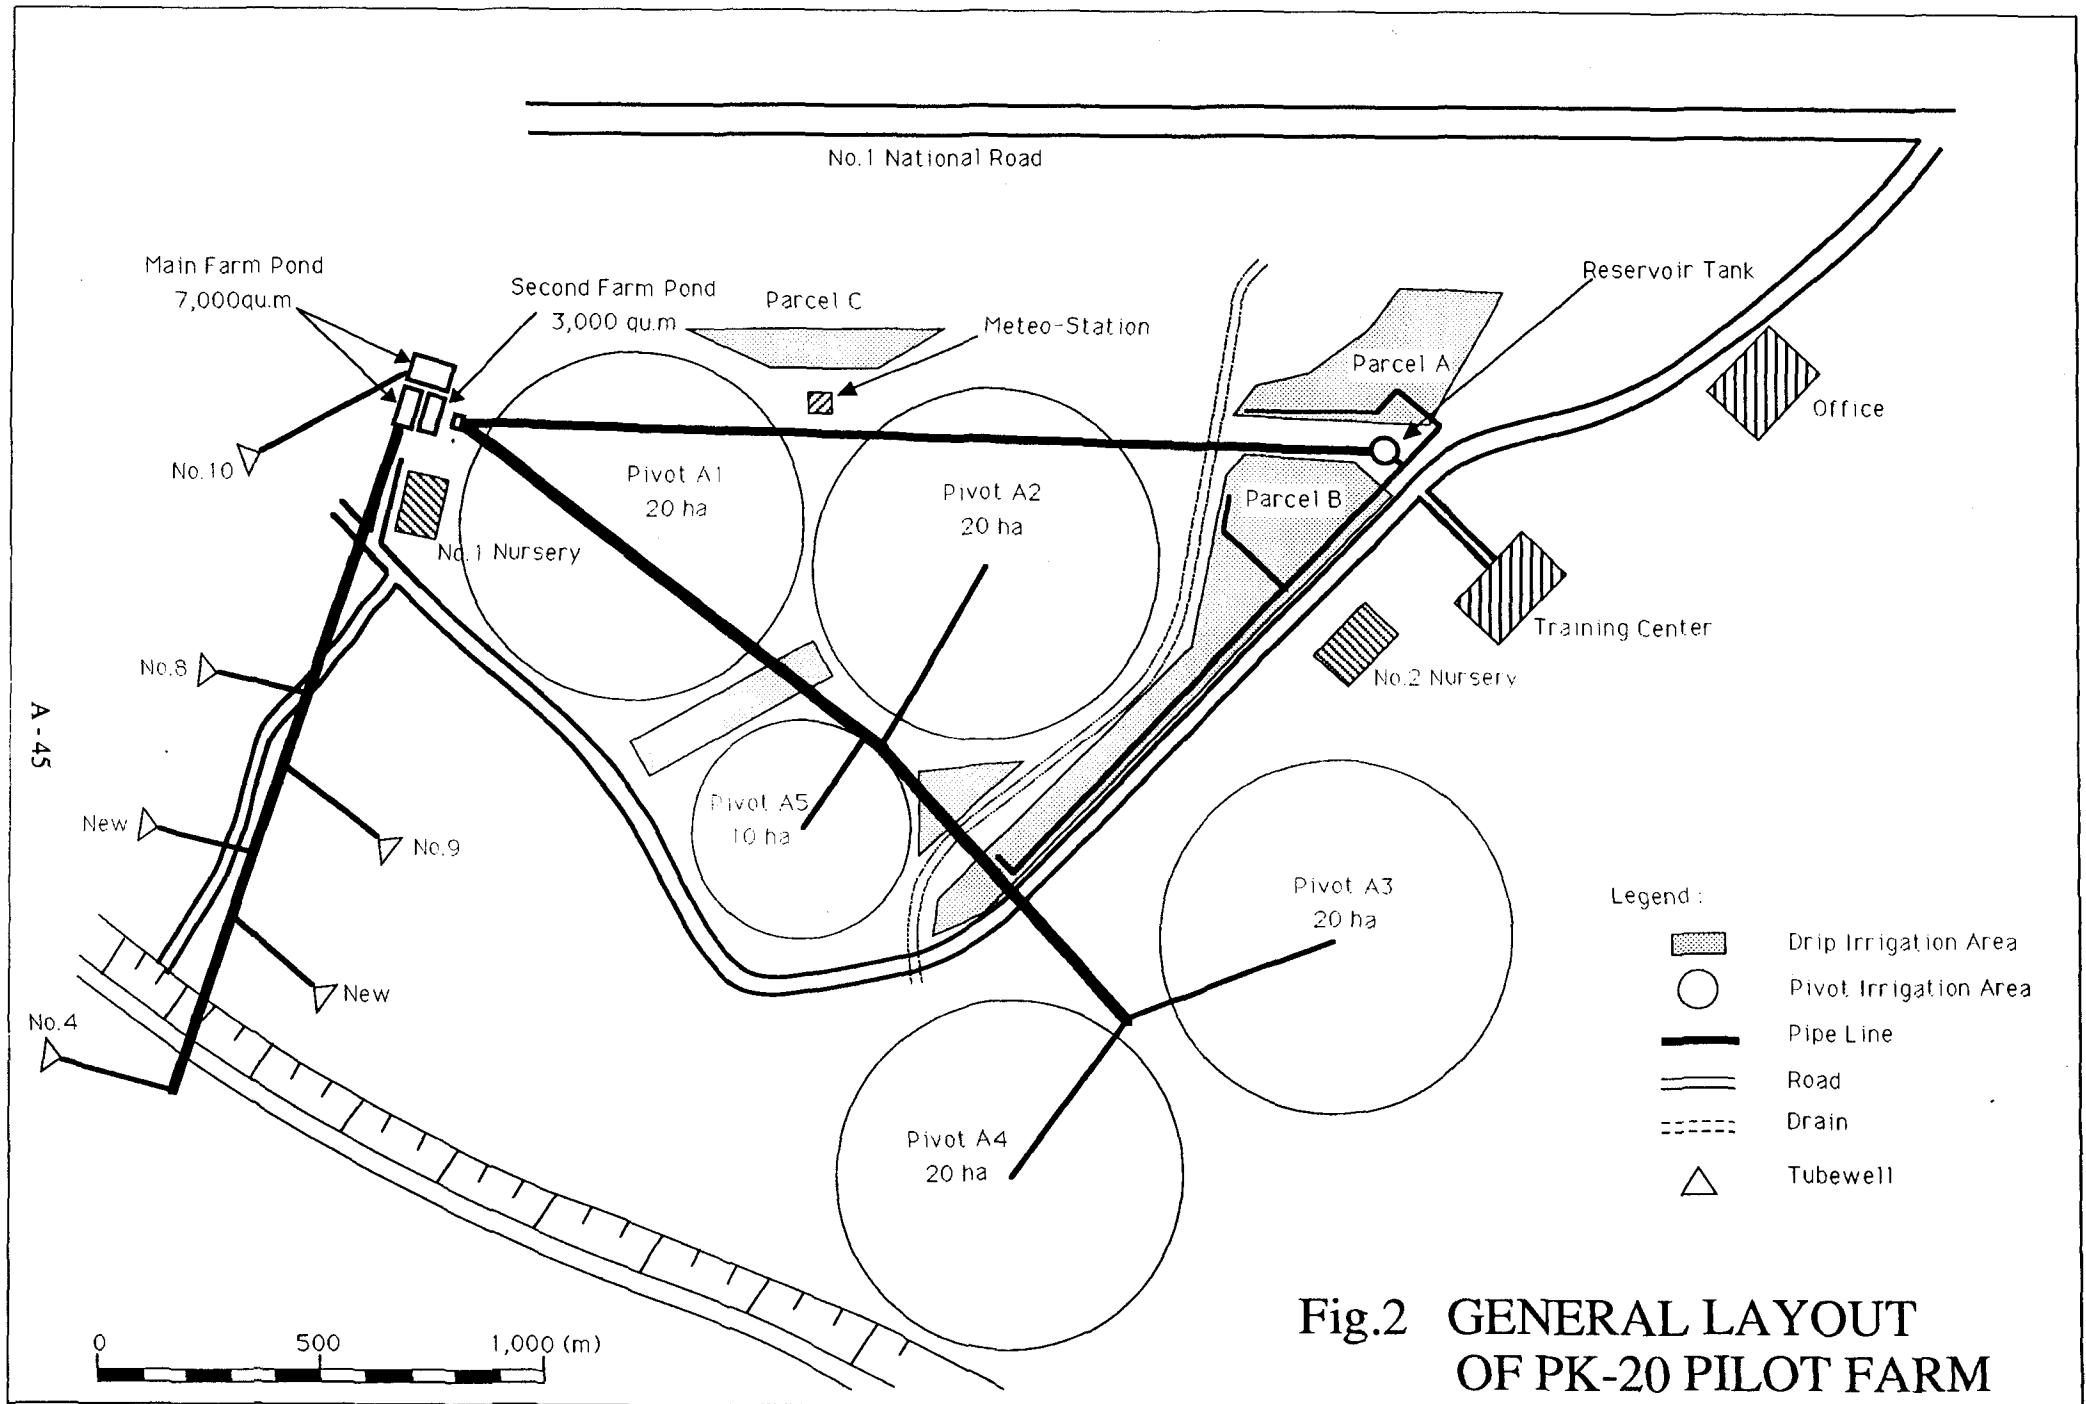 No.1 National Road
Main Farm Pond
7,000qu.m
Second Farm Pond
3,000 qu.m
Parcel C
Meteo-Station
Reservoir Tank
Parcel A
Office
No.10
Pivot A1
20 ha
Pivot A2
20 ha
Parcel B
No.1 Nursery
Training Center
No.2 Nursery
No.8
A - 45
New
No.9
Pivot A5
10 ha
Pivot A3
20 ha
New
No.4
Pivot A4
20 ha
Legend :
Drip Irrigation Area
Pivot Irrigation Area
Pipe Line
Road
Drain
Tubewell
0 500 1,000 (m)
Fig.2 GENERAL LAYOUT
OF PK-20 PILOT FARM